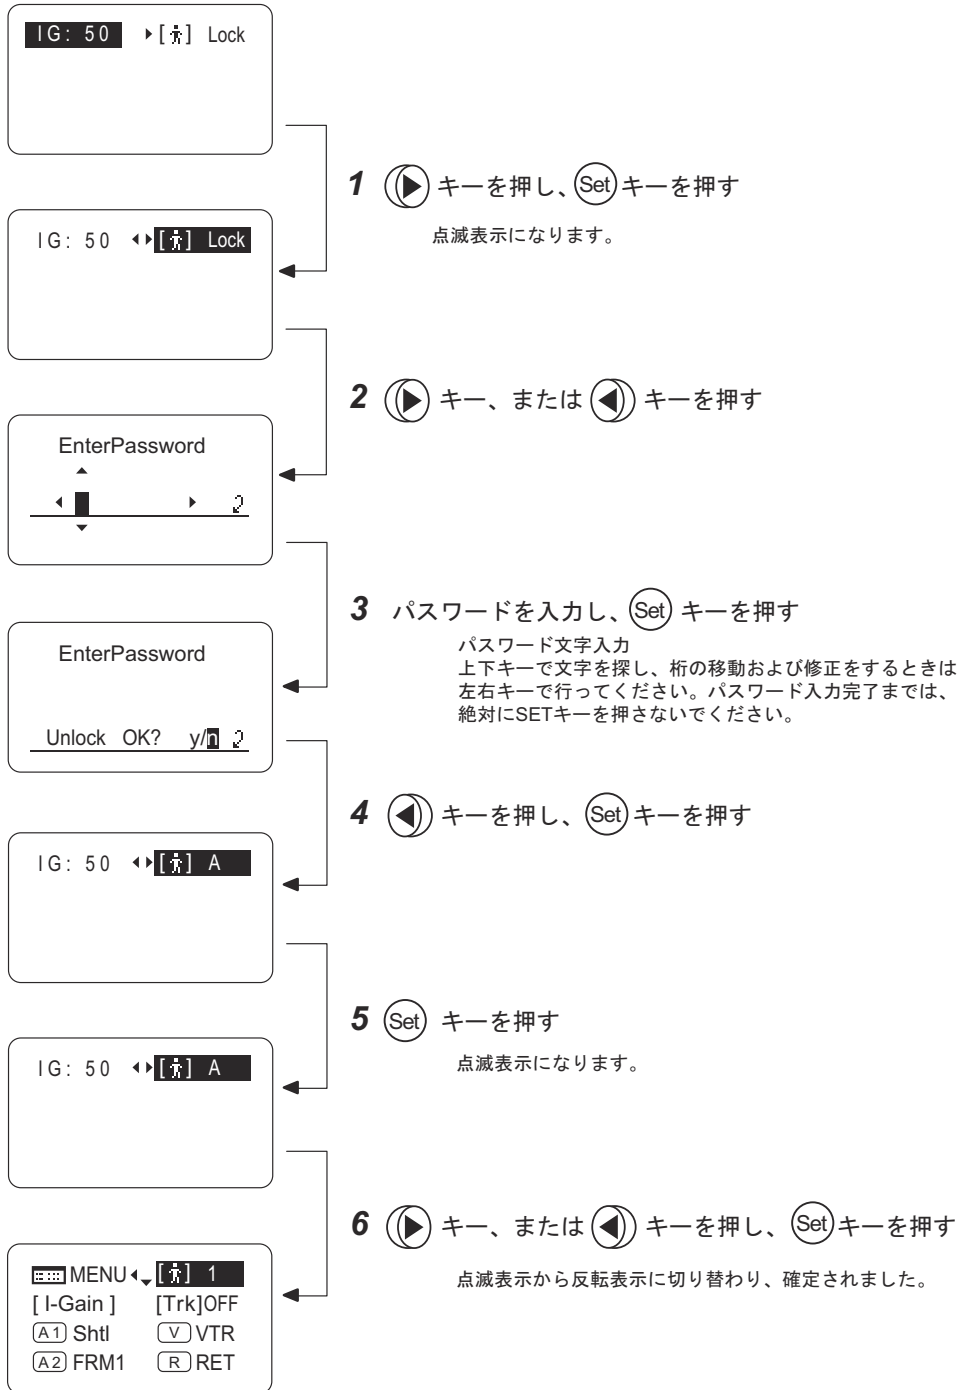 IG: 50 [ ] Lock
1 キーを押し、Setキーを押す
点滅表示になります。
IG: 50 [ ] Lock
2 キー、または キーを押す
EnterPassword
3 パスワードを入力し、Set キーを押す
パスワード文字入力
上下キーで文字を探し、桁の移動および修正をするときは
左右キーで行ってください。パスワード入力完了までは、
絶対にSETキーを押さないでください。
EnterPassword
Unlock OK? y/n
4 キーを押し、Setキーを押す
IG: 50 [ ] A
5 Set キーを押す
点滅表示になります。
IG: 50 [ ] A
6 キー、または キーを押し、Setキーを押す
点滅表示から反転表示に切り替わり、確定されました。
MENU [ ] 1
[ I-Gain ] [Trk]OFF
A1 Shtl V VTR
A2 FRM1 R RET